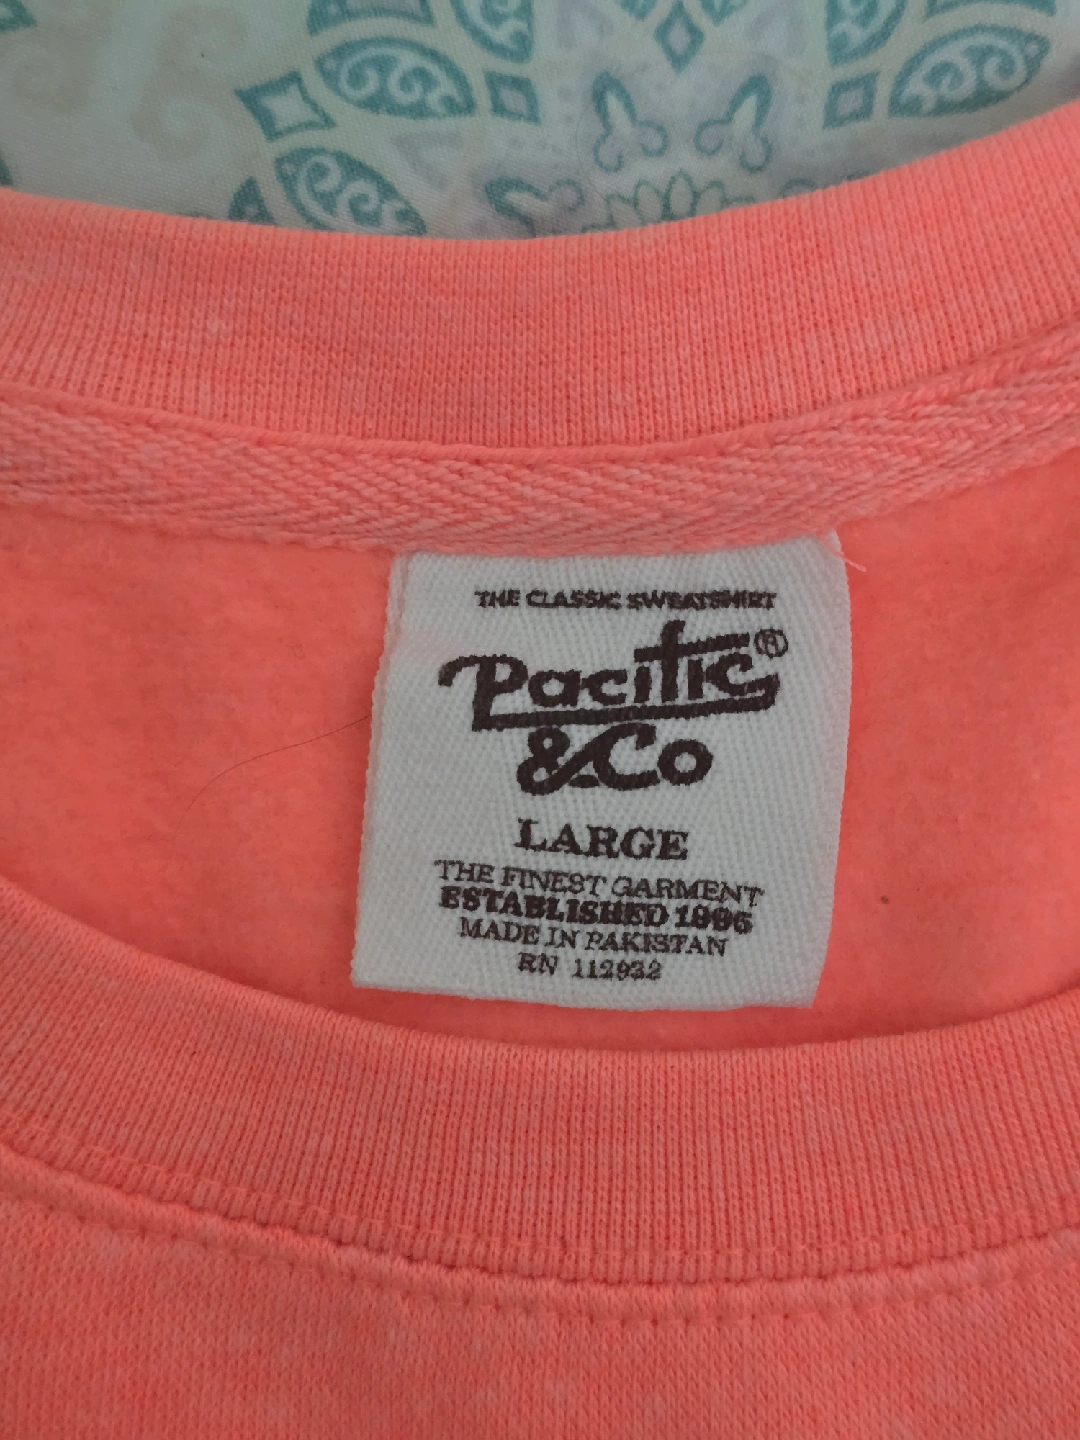 THE CLASSIC SWEATSHIRT
Pacific®
&Co
LARGE
THE FINEST GARMENT
ESTABLISHED 1996
MADE IN PAKISTAN
RN 112932